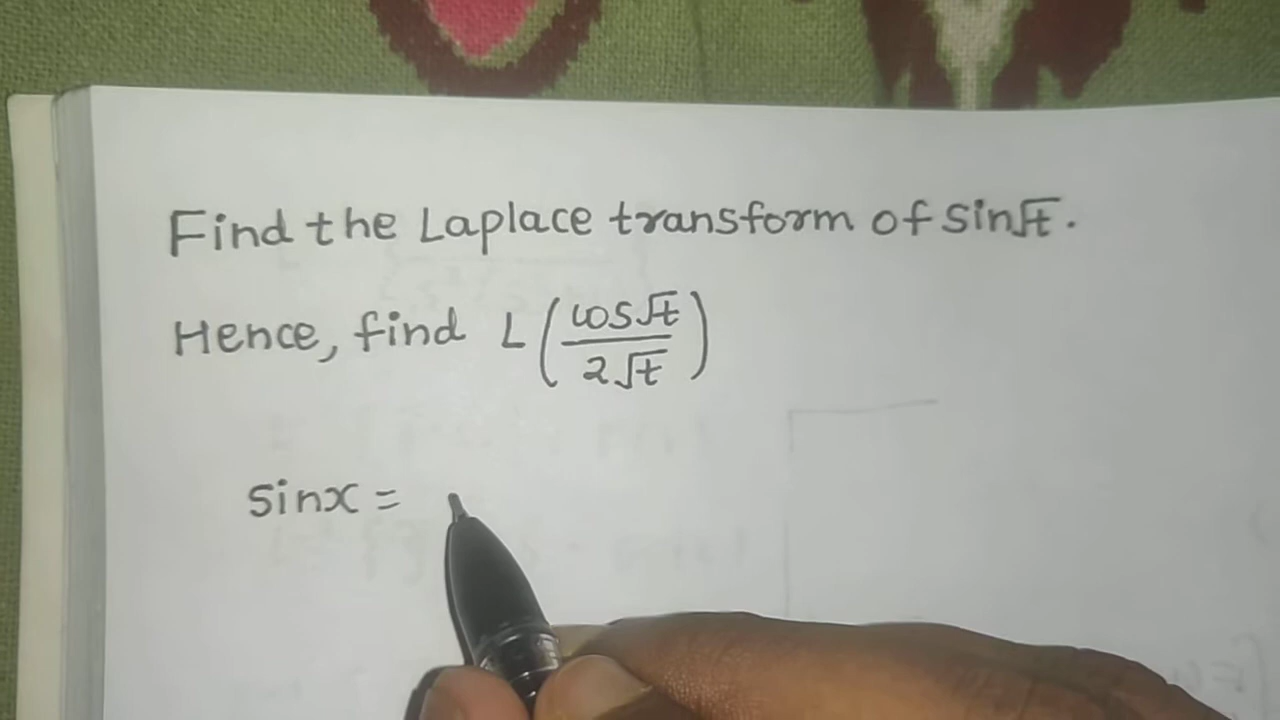 Find the Laplace transform of sin√t.
Hence, find L(cos√t / 2√t)
sinx =